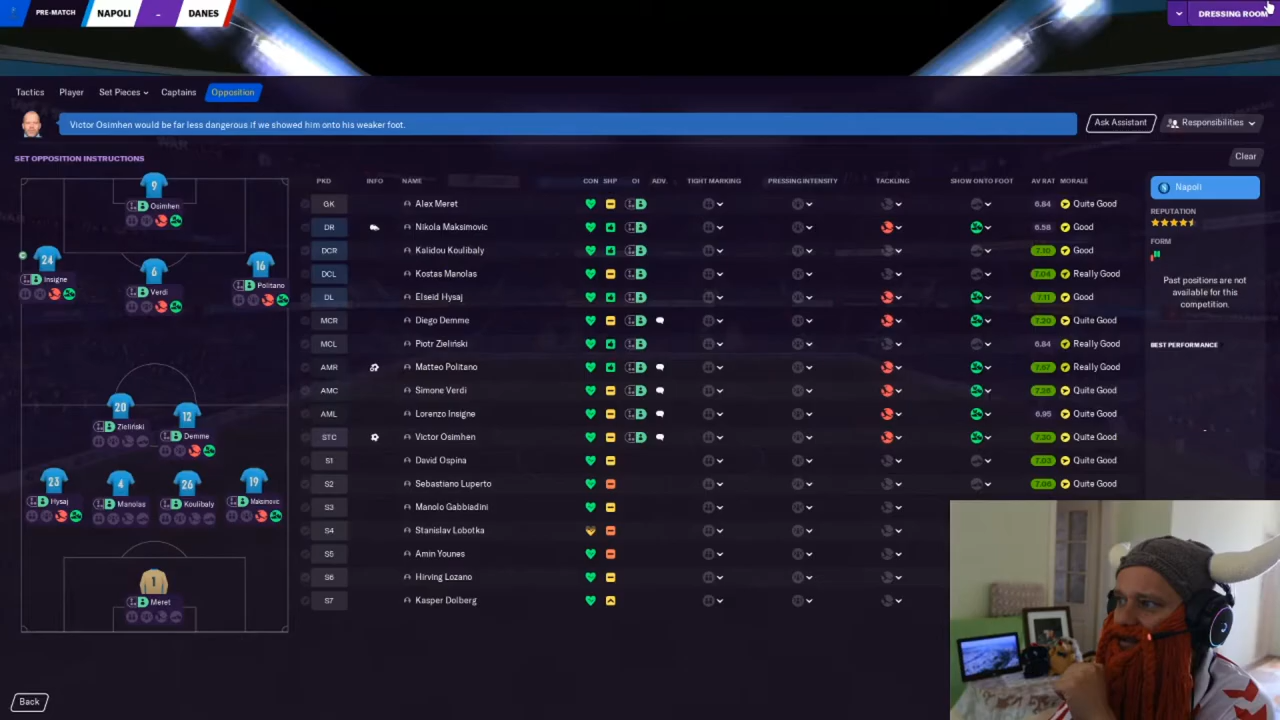 PRE-MATCH NAPOLI - DANES DRESSING ROOM
Tactics Player Set Pieces Captains Opposition
Victor Osimhen would be far less dangerous if we showed him onto his weaker foot. Ask Assistant Responsibilities
SET OPPOSITION INSTRUCTIONS Clear
PKD INFO NAME CON SHP OI ADV. TIGHT MARKING PRESSING INTENSITY TACKLING SHOW ONTO FOOT AV RAT MORALE
GK Alex Meret 6.84 Quite Good
DR Nikola Maksimovic 6.58 Good
DCR Kalidou Koulibaly 7.10 Good
DCL Kostas Manolas 7.04 Really Good
DL Elseid Hysaj 7.11 Good
MCR Diego Demme 7.20 Quite Good
MCL Piotr Zieliński 6.84 Really Good
AMR Matteo Politano Really Good
AMC Simone Verdi Quite Good
AML Lorenzo Insigne 6.95 Quite Good
STC Victor Osimhen Quite Good
S1 David Ospina Quite Good
S2 Sebastiano Luperto Quite Good
S3 Manolo Gabbiadini
S4 Stanislav Lobotka
S5 Amin Younes
S6 Hirving Lozano
S7 Kasper Dolberg
9
Osimhen
24
Insigne
6
Verdi
16
Politano
20
Zieliński
12
Demme
23
Hysaj
4
Manolas
26
Koulibaly
19
Maksimovic
1
Meret
Napoli
REPUTATION
FORM
Past positions are not
available for this
competition.
BEST PERFORMANCE
Back